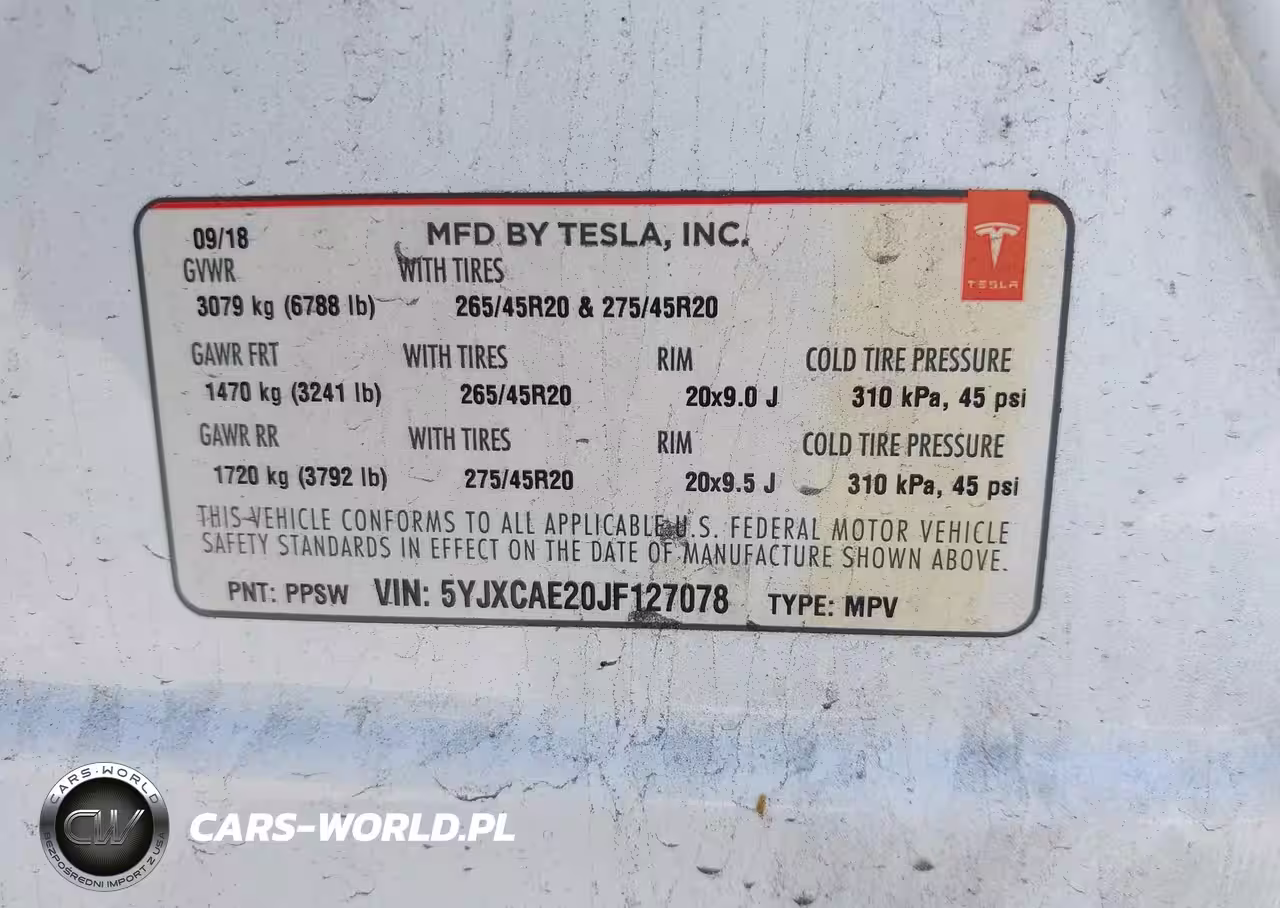 09/18 MFD BY TESLA, INC.
TESLA
GVWR WITH TIRES
3079 kg (6788 lb) 265/45R20 & 275/45R20
GAWR FRT WITH TIRES RIM COLD TIRE PRESSURE
1470 kg (3241 lb) 265/45R20 20x9.0 J 310 kPa, 45 psi
GAWR RR WITH TIRES RIM COLD TIRE PRESSURE
1720 kg (3792 lb) 275/45R20 20x9.5 J 310 kPa, 45 psi
THIS VEHICLE CONFORMS TO ALL APPLICABLE U.S. FEDERAL MOTOR VEHICLE
SAFETY STANDARDS IN EFFECT ON THE DATE OF MANUFACTURE SHOWN ABOVE.
PNT: PPSW VIN: 5YJXCAE20JF127078 TYPE: MPV
CARS-WORLD
CW
BEZPOŚREDNI IMPORT Z USA
CARS-WORLD.PL